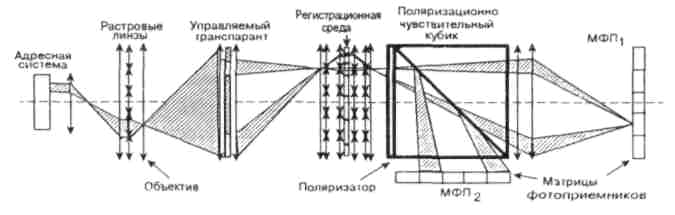 Адресная
система
Растровые
линзы
Управляемый
транспарант
Регистрационная
среда
Поляризационно
чувствительный
кубик
МФП1
Объектив
Поляризатор
МФП2
Матрицы
фотоприемников